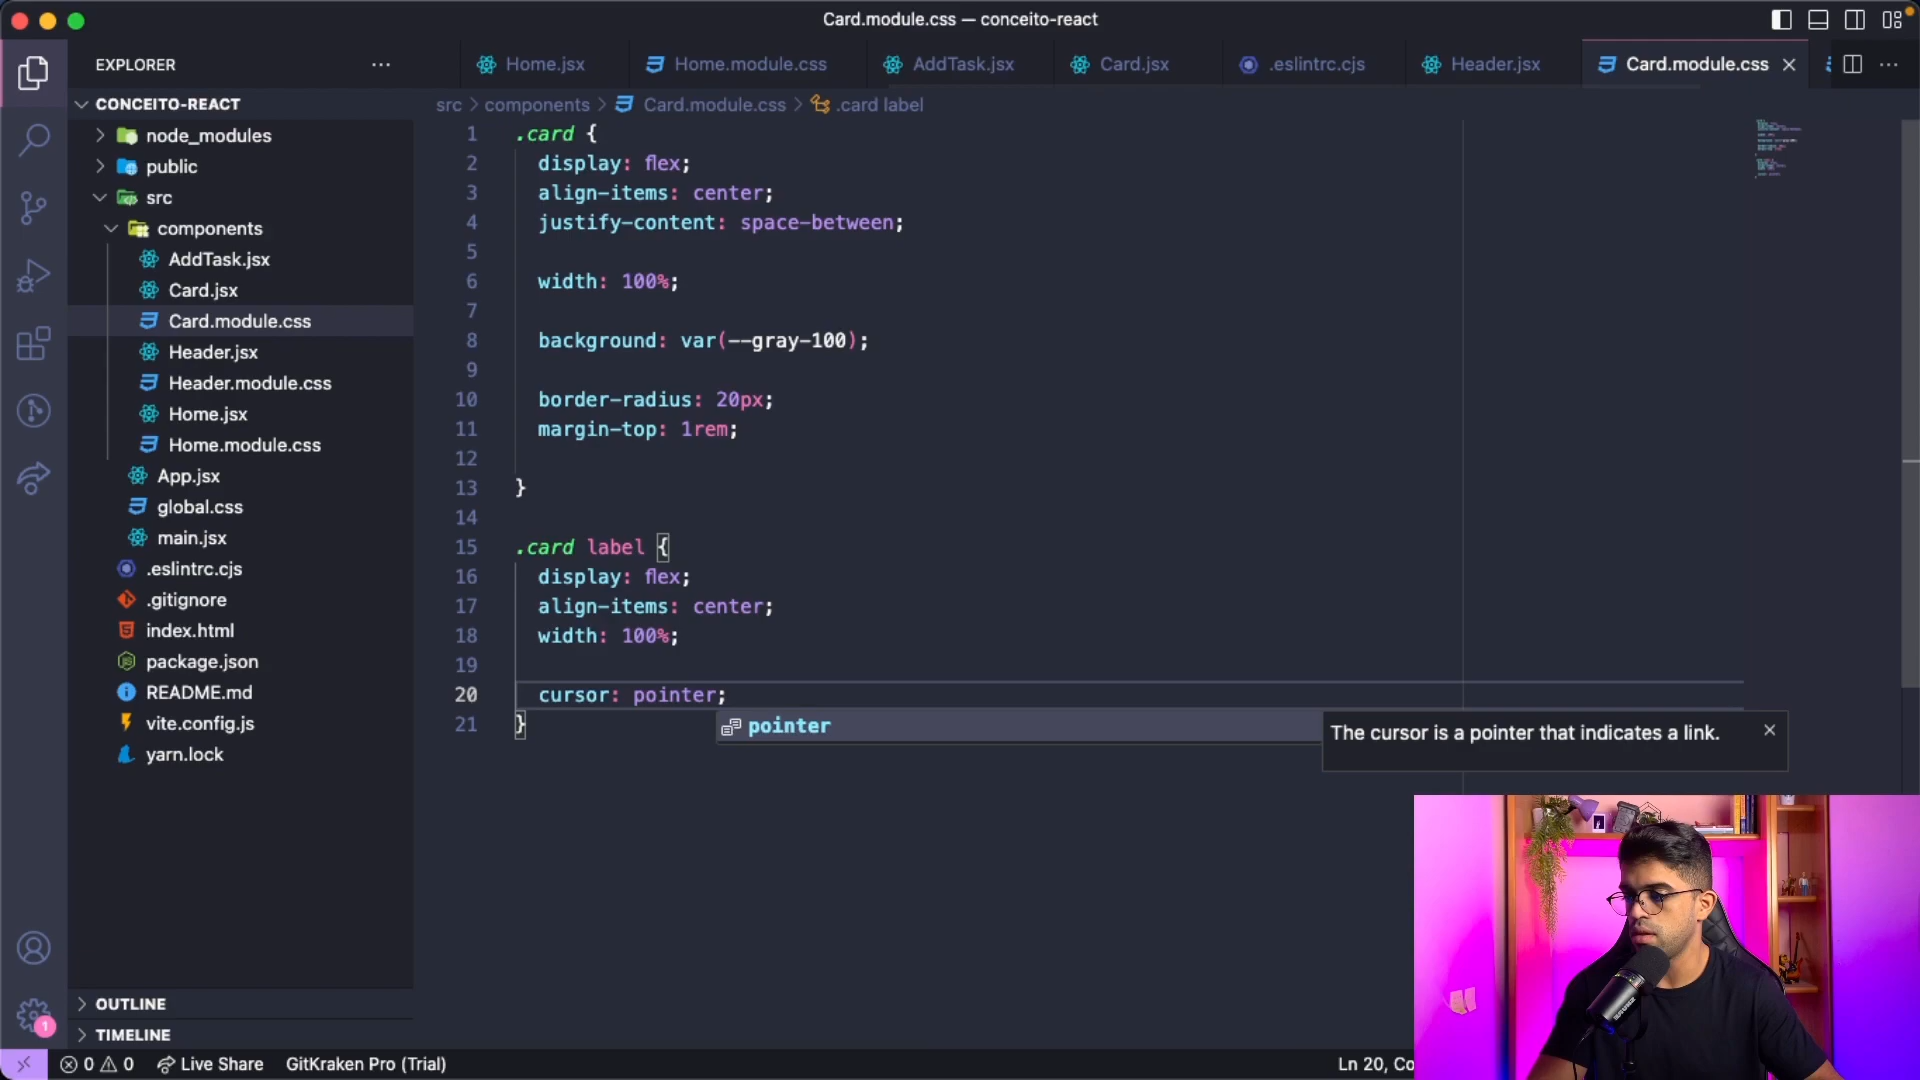 Card.module.css — conceito-react
EXPLORER
Home.jsx
Home.module.css
AddTask.jsx
Card.jsx
.eslintrc.cjs
Header.jsx
Card.module.css
CONCEITO-REACT
src > components > Card.module.css > .card label
node_modules
public
src
components
AddTask.jsx
Card.jsx
Card.module.css
Header.jsx
Header.module.css
Home.jsx
Home.module.css
App.jsx
global.css
main.jsx
.eslintrc.cjs
.gitignore
index.html
package.json
README.md
vite.config.js
yarn.lock
OUTLINE
TIMELINE
1 .card {
2 display: flex;
3 align-items: center;
4 justify-content: space-between;
5
6 width: 100%;
7
8 background: var(--gray-100);
9
10 border-radius: 20px;
11 margin-top: 1rem;
12
13 }
14
15 .card label {
16 display: flex;
17 align-items: center;
18 width: 100%;
19
20 cursor: pointer;
21 }
pointer
The cursor is a pointer that indicates a link.
1
0 0 Live Share GitKraken Pro (Trial)
Ln 20, Co